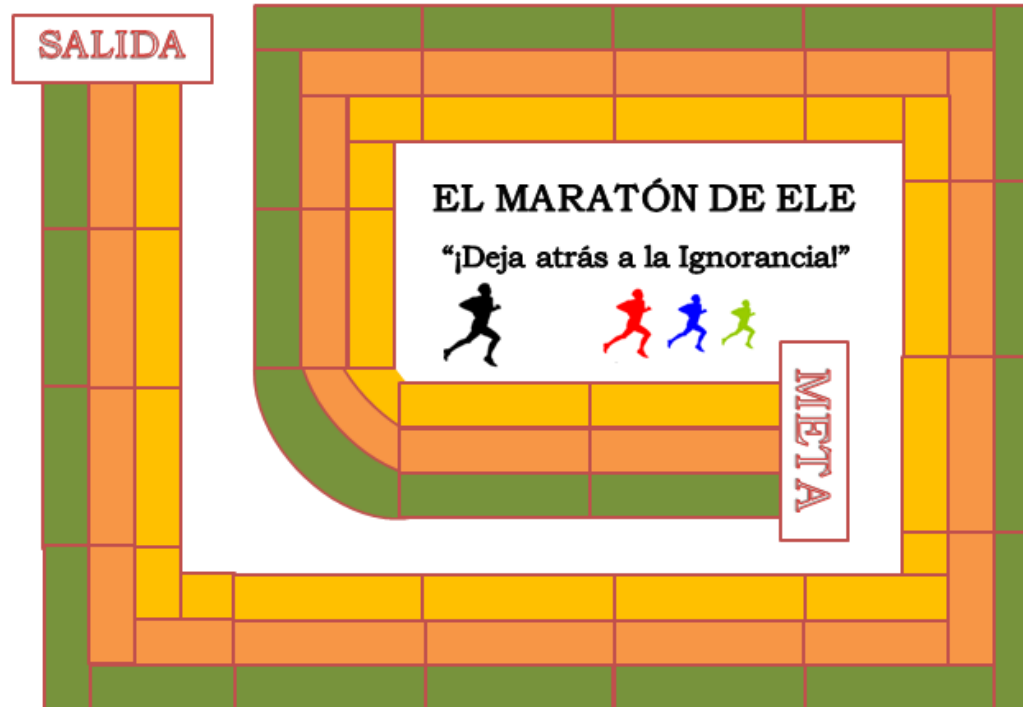 SALIDA
EL MARATÓN DE ELE
“¡Deja atrás a la Ignorancia!”
META